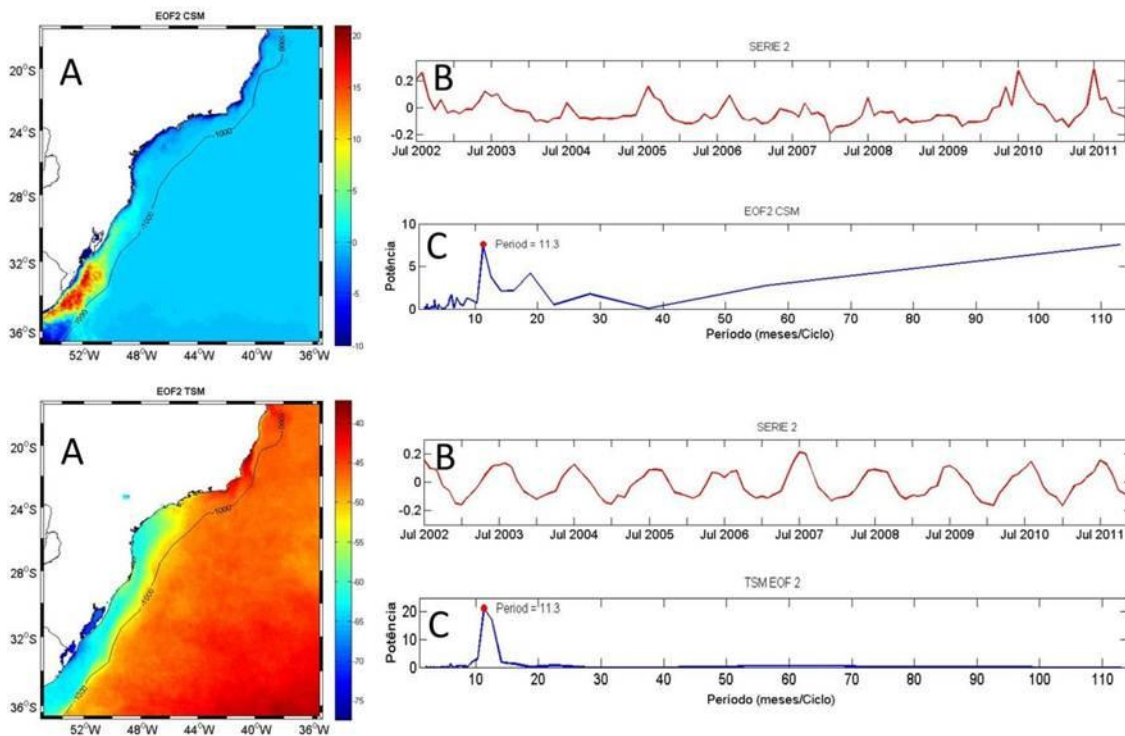 EOF2 CSM
A
20°S
24°S
28°S
32°S
36°S
52°W 48°W 44°W 40°W 36°W
20
15
10
5
0
-5
-10
-1000
-1000
SERIE 2
B
0.2
0
-0.2
Jul 2002 Jul 2003 Jul 2004 Jul 2005 Jul 2006 Jul 2007 Jul 2008 Jul 2009 Jul 2010 Jul 2011
EOF2 CSM
C
Period = 11.3
Potência
10
5
0
10 20 30 40 50 60 70 80 90 100 110
Período (meses/Ciclo)
EOF2 TSM
A
20°S
24°S
28°S
32°S
36°S
52°W 48°W 44°W 40°W 36°W
-40
-45
-50
-55
-60
-65
-70
-75
-1000
-1000
SERIE 2
B
0.2
0
-0.2
Jul 2002 Jul 2003 Jul 2004 Jul 2005 Jul 2006 Jul 2007 Jul 2008 Jul 2009 Jul 2010 Jul 2011
TSM EOF 2
C
Period = 11.3
Potência
20
10
0
10 20 30 40 50 60 70 80 90 100 110
Período (meses/Ciclo)